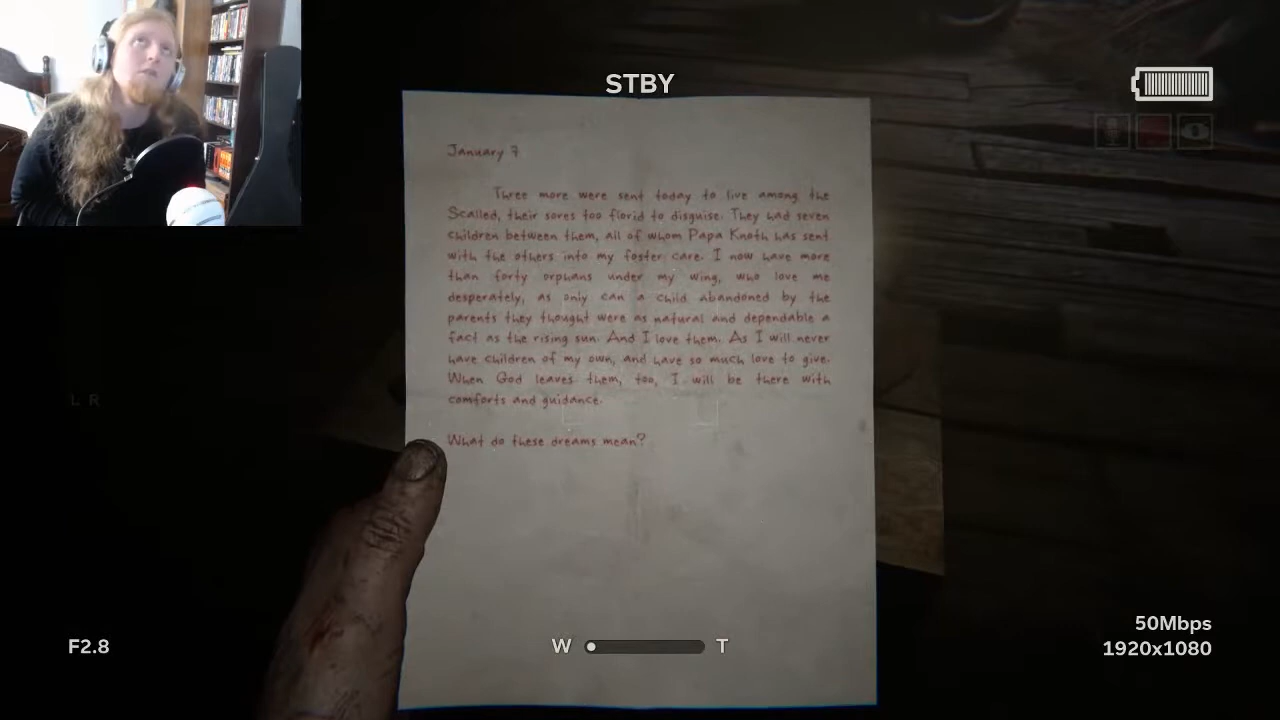 STBY
January 7
Three more were sent today to live among the
Scalled, their sores too florid to disguise. They had seven
children between them, all of whom Papa Knoth has sent
with the others into my foster care. I now have more
than forty orphans under my wing, who love me
desperately, as only can a child abandoned by the
parents they thought were as natural and dependable a
fact as the rising sun. And I love them. As I will never
have children of my own, and have so much love to give.
When God leaves them, too, I will be there with
comforts and guidance.
What do these dreams mean?
L R
F2.8
W T
50Mbps
1920x1080